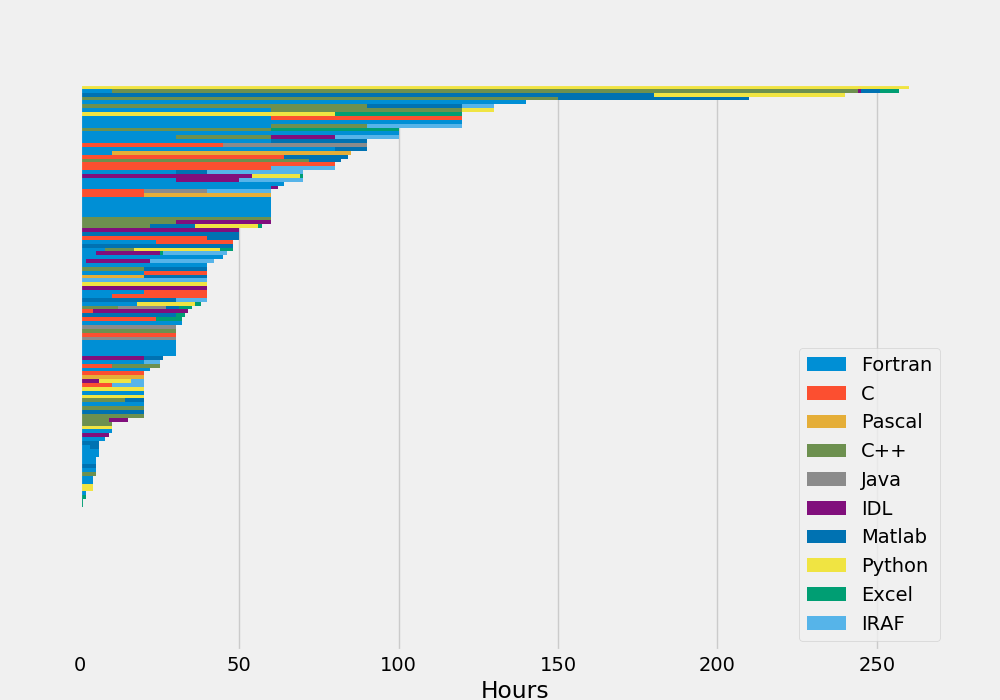 Fortran
C
Pascal
C++
Java
IDL
Matlab
Python
Excel
IRAF
0 50 100 150 200 250
Hours